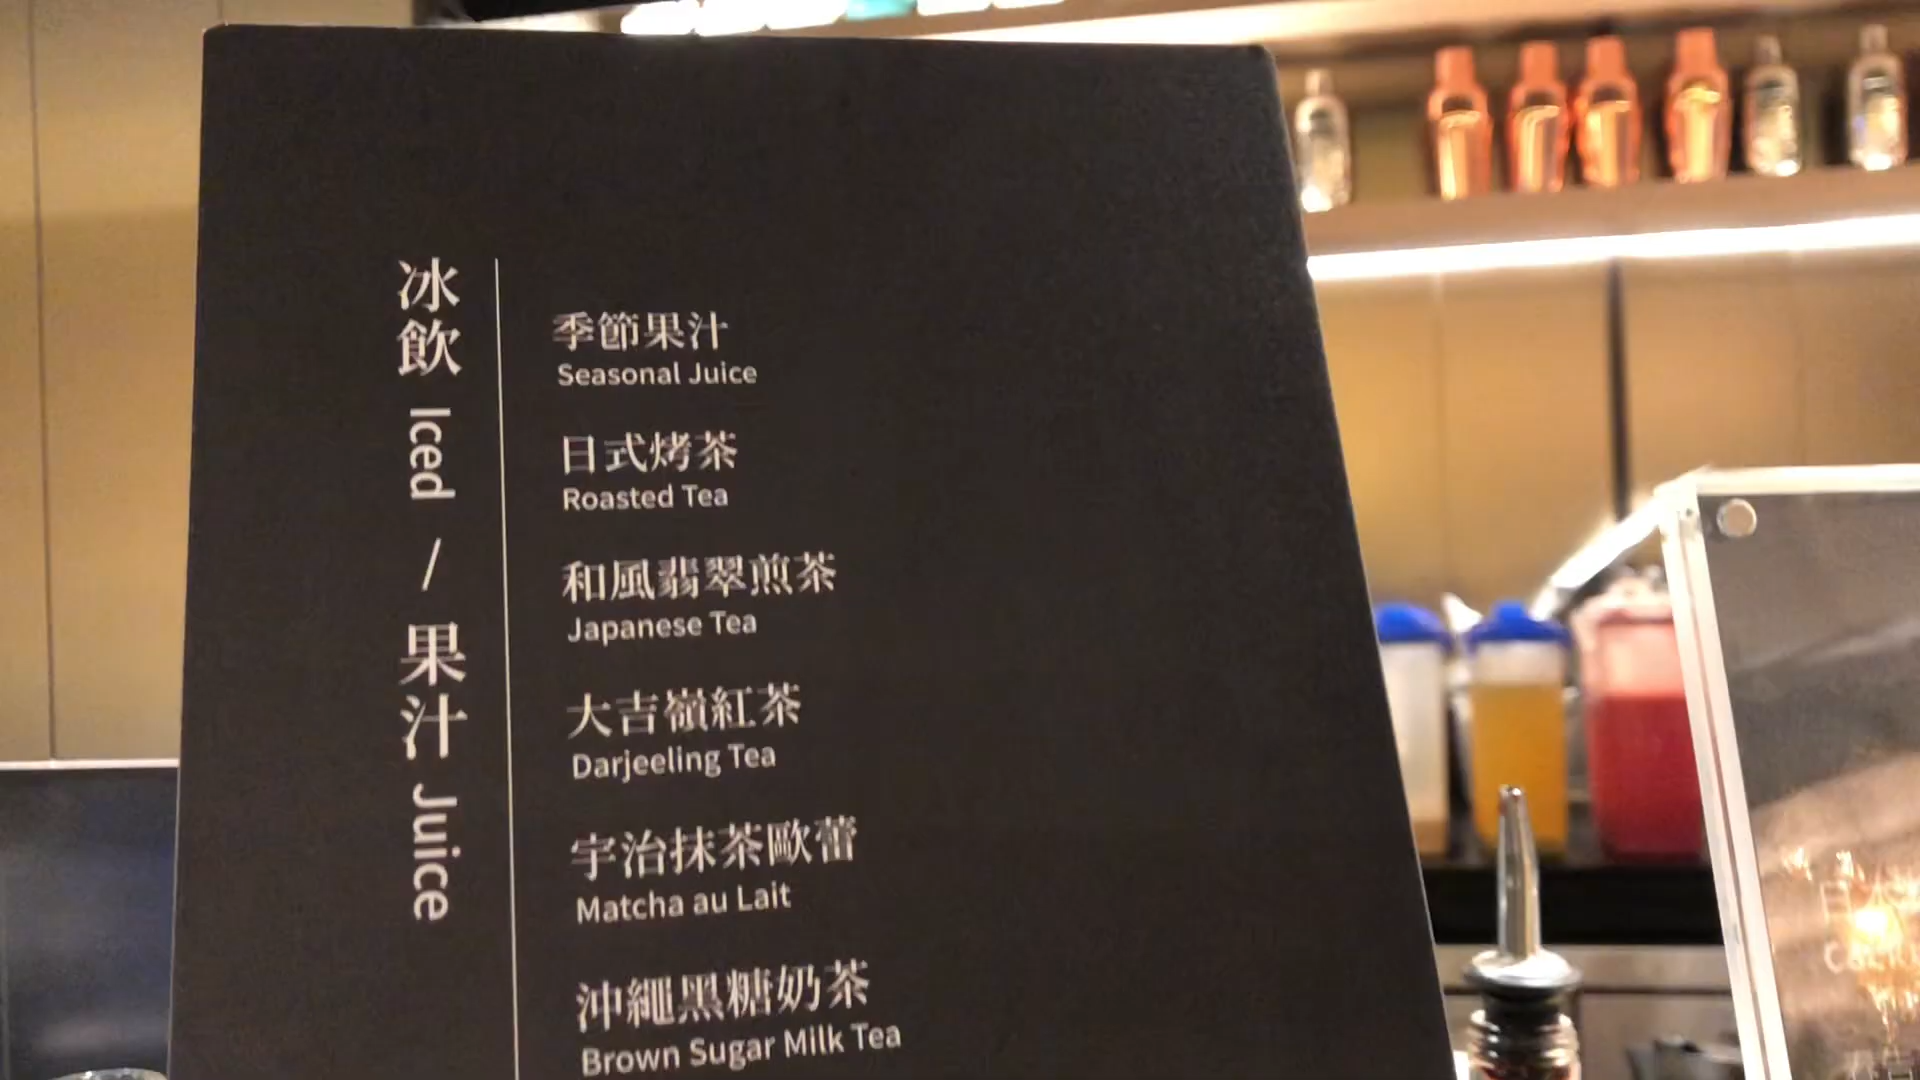 冰飲 Iced / 果汁 Juice
季節果汁
Seasonal Juice
日式烤茶
Roasted Tea
和風翡翠煎茶
Japanese Tea
大吉嶺紅茶
Darjeeling Tea
宇治抹茶歐蕾
Matcha au Lait
沖繩黑糖奶茶
Brown Sugar Milk Tea